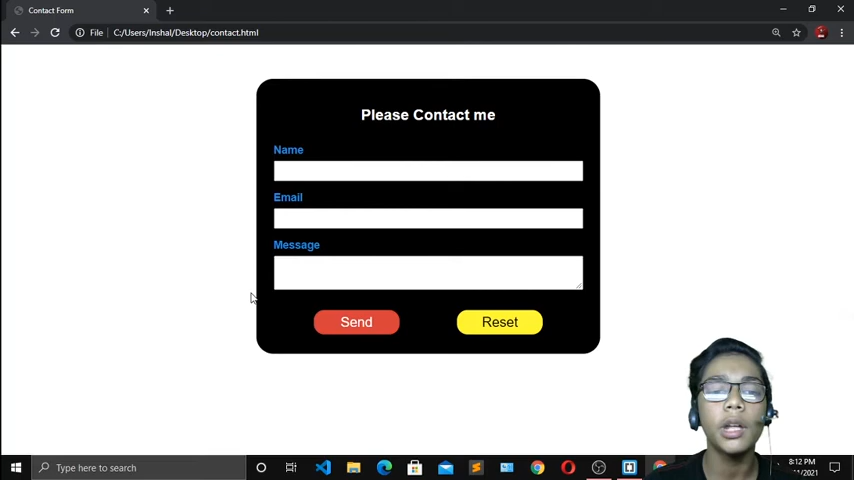 Contact Form
File
C:/Users/Inshal/Desktop/contact.html
Please Contact me
Name
Email
Message
Send
Reset
Type here to search
8:12 PM